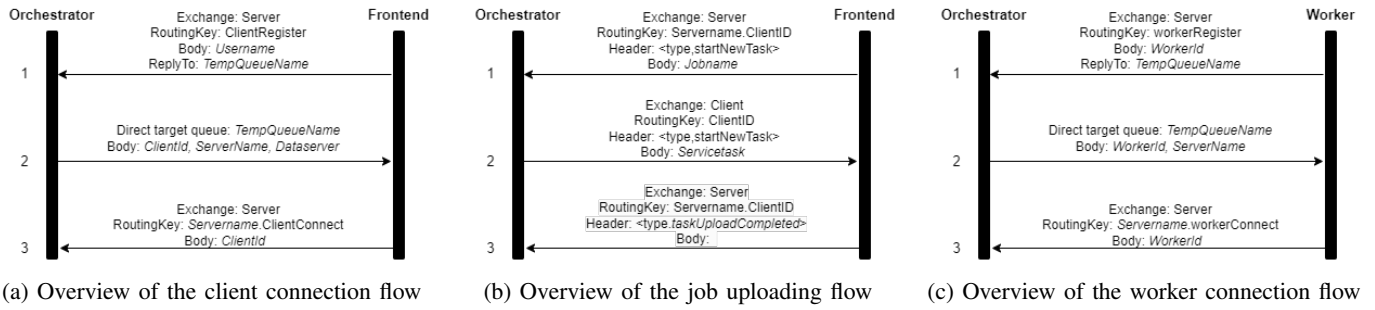 Orchestrator
Frontend
Exchange: Server
RoutingKey: ClientRegister
Body: Username
ReplyTo: TempQueueName
1
Direct target queue: TempQueueName
Body: ClientId, ServerName, Dataserver
2
Exchange: Server
RoutingKey: Servername.ClientConnect
Body: ClientId
3
(a) Overview of the client connection flow
Orchestrator
Frontend
Exchange: Server
RoutingKey: Servername.ClientID
Header: <type,startNewTask>
Body: Jobname
1
Exchange: Client
RoutingKey: ClientID
Header: <type,startNewTask>
Body: Servicetask
2
Exchange: Server
RoutingKey: Servername.ClientID
Header: <type.taskUploadCompleted>
Body:
3
(b) Overview of the job uploading flow
Orchestrator
Worker
Exchange: Server
RoutingKey: workerRegister
Body: WorkerId
ReplyTo: TempQueueName
1
Direct target queue: TempQueueName
Body: WorkerId, ServerName
2
Exchange: Server
RoutingKey: Servername.workerConnect
Body: WorkerId
3
(c) Overview of the worker connection flow